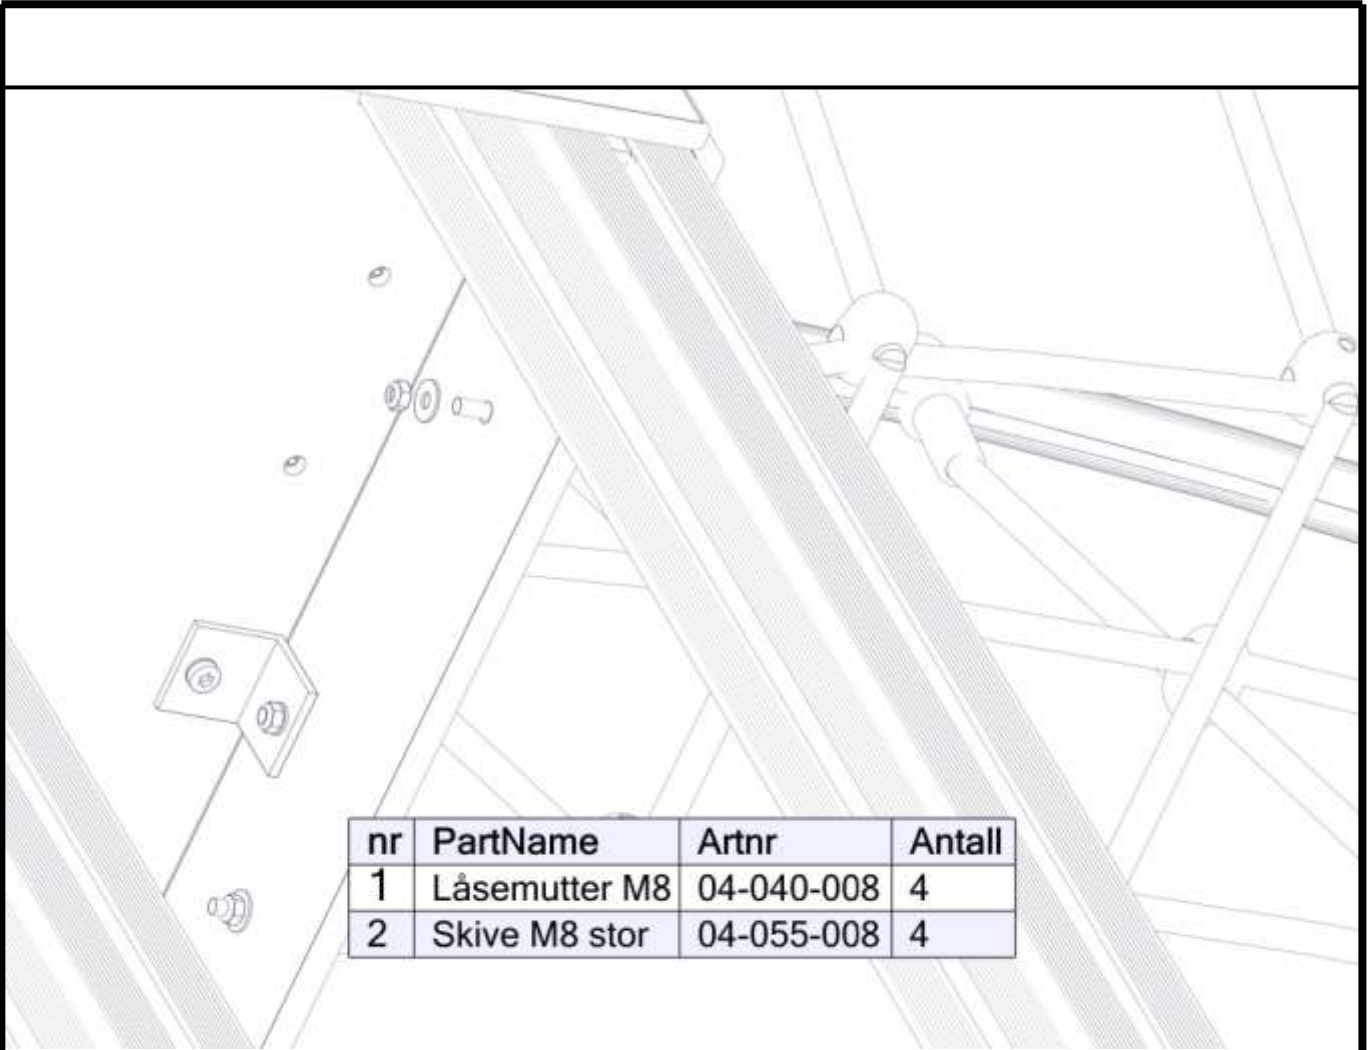 nr PartName Artnr Antall
1 Låsemutter M8 04-040-008 4
2 Skive M8 stor 04-055-008 4